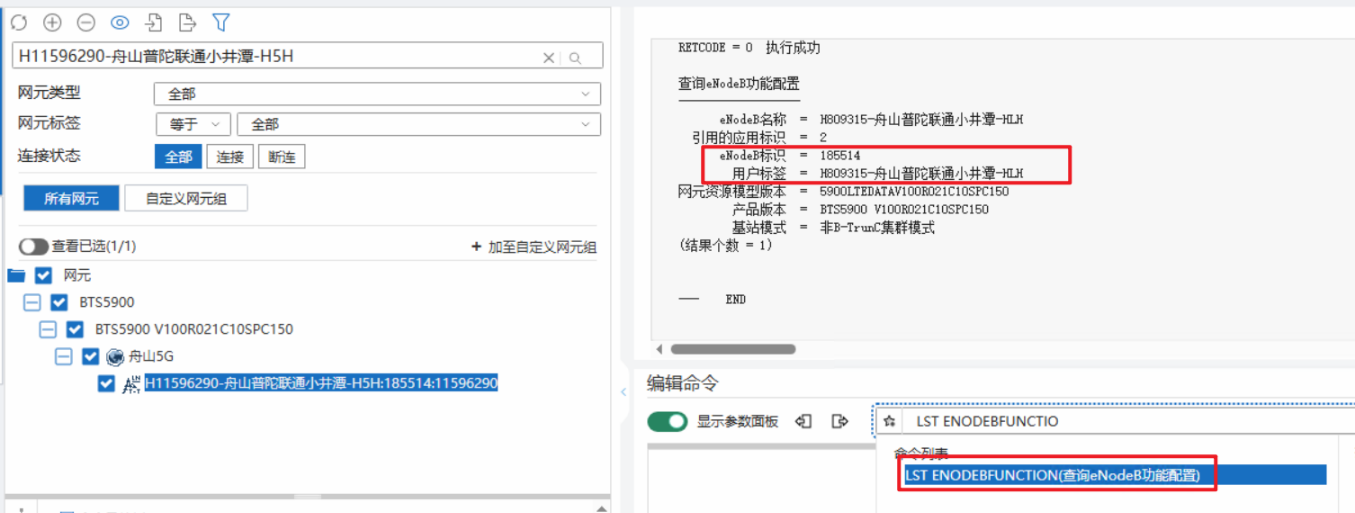 H11596290-舟山普陀联通小井潭-H5H
网元类型 全部
网元标签 等于 全部
连接状态 全部 连接 断连
所有网元 自定义网元组
查看已选(1/1) + 加至自定义网元组
网元
BTS5900
BTS5900 V100R021C10SPC150
舟山5G
H11596290-舟山普陀联通小井潭-H5H:185514:11596290
RETCODE = 0 执行成功
查询eNodeB功能配置
eNodeB名称 = H809315-舟山普陀联通小井潭-HLH
引用的应用标识 = 2
eNodeB标识 = 185514
用户标签 = H809315-舟山普陀联通小井潭-HLH
网元资源模型版本 = 5900LTEDATAV100R021C10SPC150
产品版本 = BTS5900 V100R021C10SPC150
基站模式 = 非B-TrunC集群模式
(结果个数 = 1)
--- END
编辑命令
显示参数面板 LST ENODEBFUNCTIO
命令列表
LST ENODEBFUNCTION(查询eNodeB功能配置)